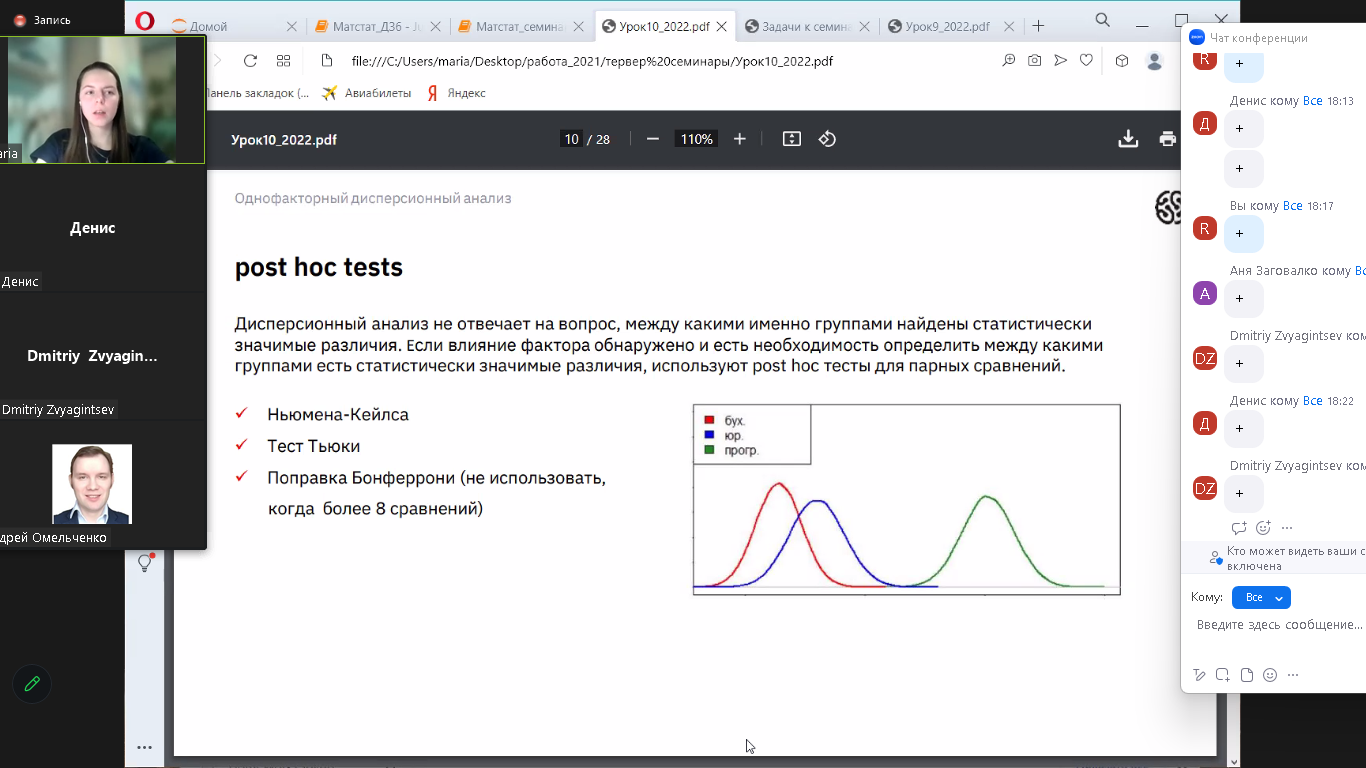 Запись
Домой
Матстат_ДЗ6 - Ju
Матстат_семина
Урок10_2022.pdf
Задачи к семина
Урок9_2022.pdf
file:///C:/Users/maria/Desktop/работа_2021/тервер%20семинары/Урок10_2022.pdf
Панель закладок (...
Авиабилеты
Я Яндекс
Урок10_2022.pdf
10 / 28
110%
aria
Денис
Денис
Dmitriy Zvyagin...
Dmitriy Zvyagintsev
дрей Омельченко
Однофакторный дисперсионный анализ
post hoc tests
Дисперсионный анализ не отвечает на вопрос, между какими именно группами найдены статистически
значимые различия. Если влияние фактора обнаружено и есть необходимость определить между какими
группами есть статистически значимые различия, используют post hoc тесты для парных сравнений.
Ньюмена-Кейлса
Тест Тьюки
Поправка Бонферрони (не использовать,
когда более 8 сравнений)
бух.
юр.
прогр.
zoom
Чат конференции
R
+
Денис кому Все 18:13
Д
+
+
Вы кому Все 18:17
R
+
Аня Заговалко кому Вс
А
+
Dmitriy Zvyagintsev ком
DZ
+
Денис кому Все 18:22
Д
+
Dmitriy Zvyagintsev ком
DZ
+
Кто может видеть ваши с
включена
Кому:
Все
Введите здесь сообщение...